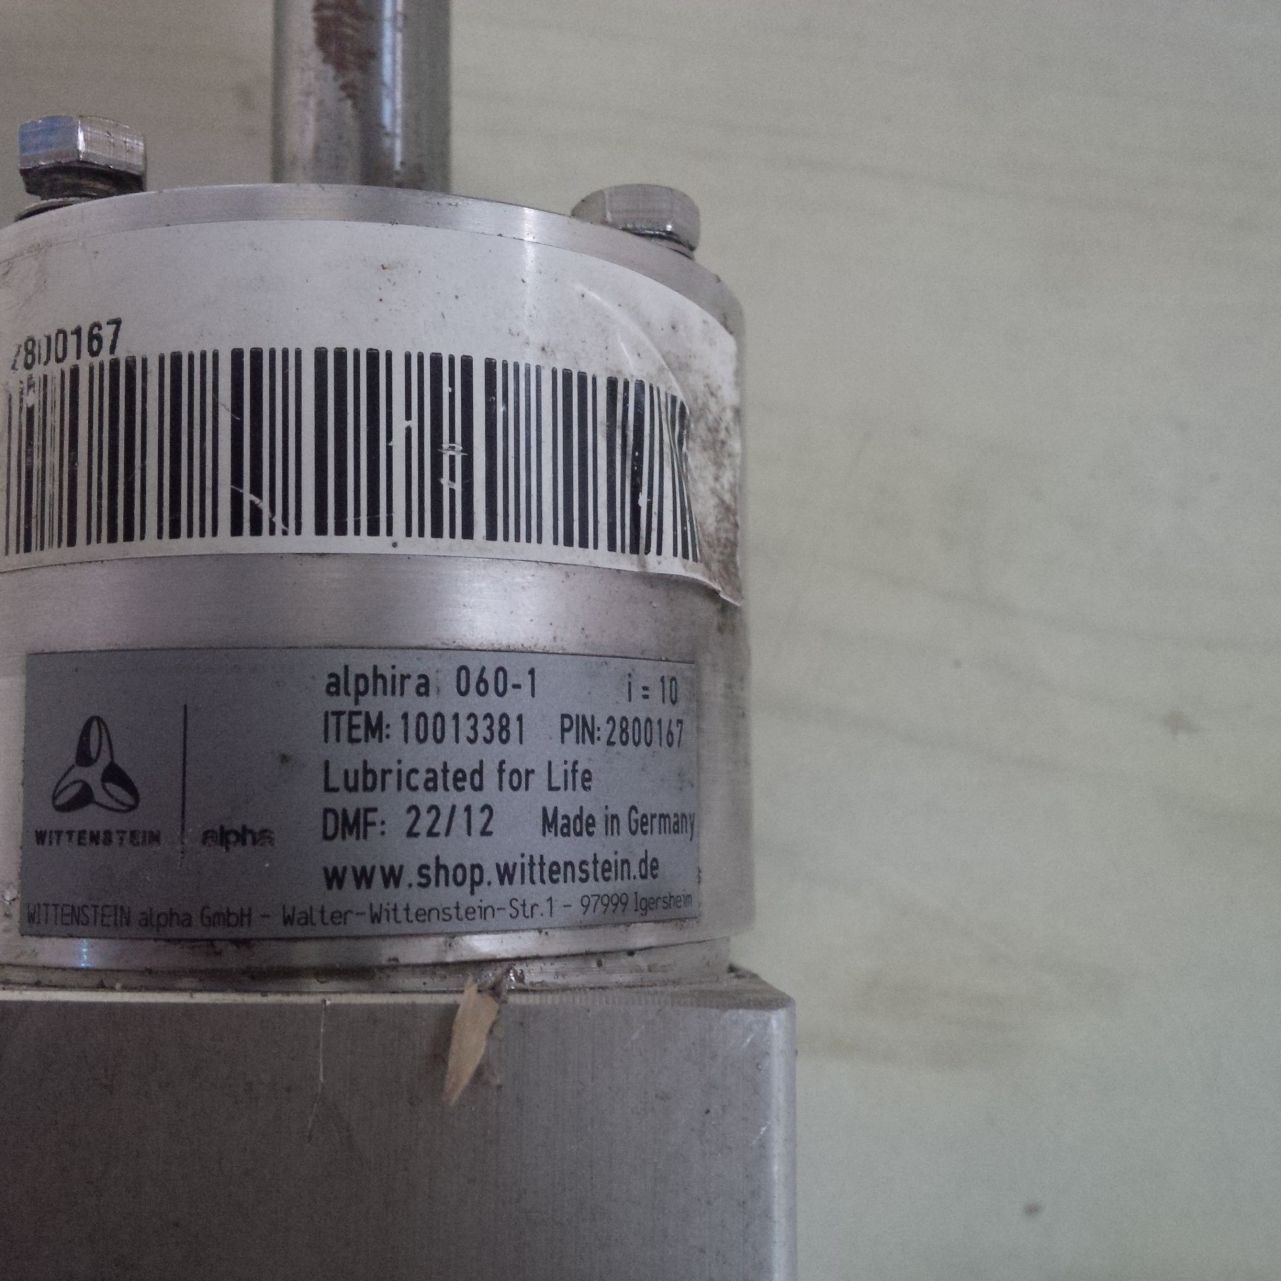 2800167
alphira 060-1 i = 10
ITEM: 10013381 PIN: 2800167
Lubricated for Life
DMF: 22/12 Made in Germany
www.shop.wittenstein.de
WITTENSTEIN alpha
WITTENSTEIN alpha GmbH - Walter-Wittenstein-Str.1 - 97999 Igersheim